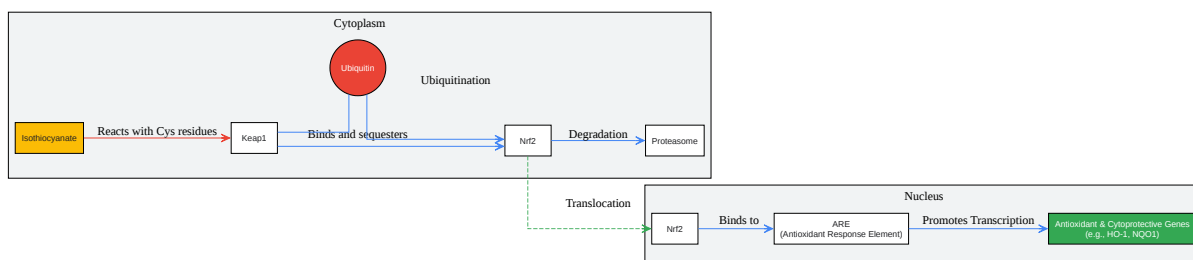 Cytoplasm
Ubiquitin
Ubiquitination
Isothiocyanate
Reacts with Cys residues
Keap1
Binds and sequesters
Nrf2
Degradation
Proteasome
Translocation
Nucleus
Nrf2
Binds to
ARE
(Antioxidant Response Element)
Promotes Transcription
Antioxidant & Cytoprotective Genes
(e.g., HO-1, NQO1)